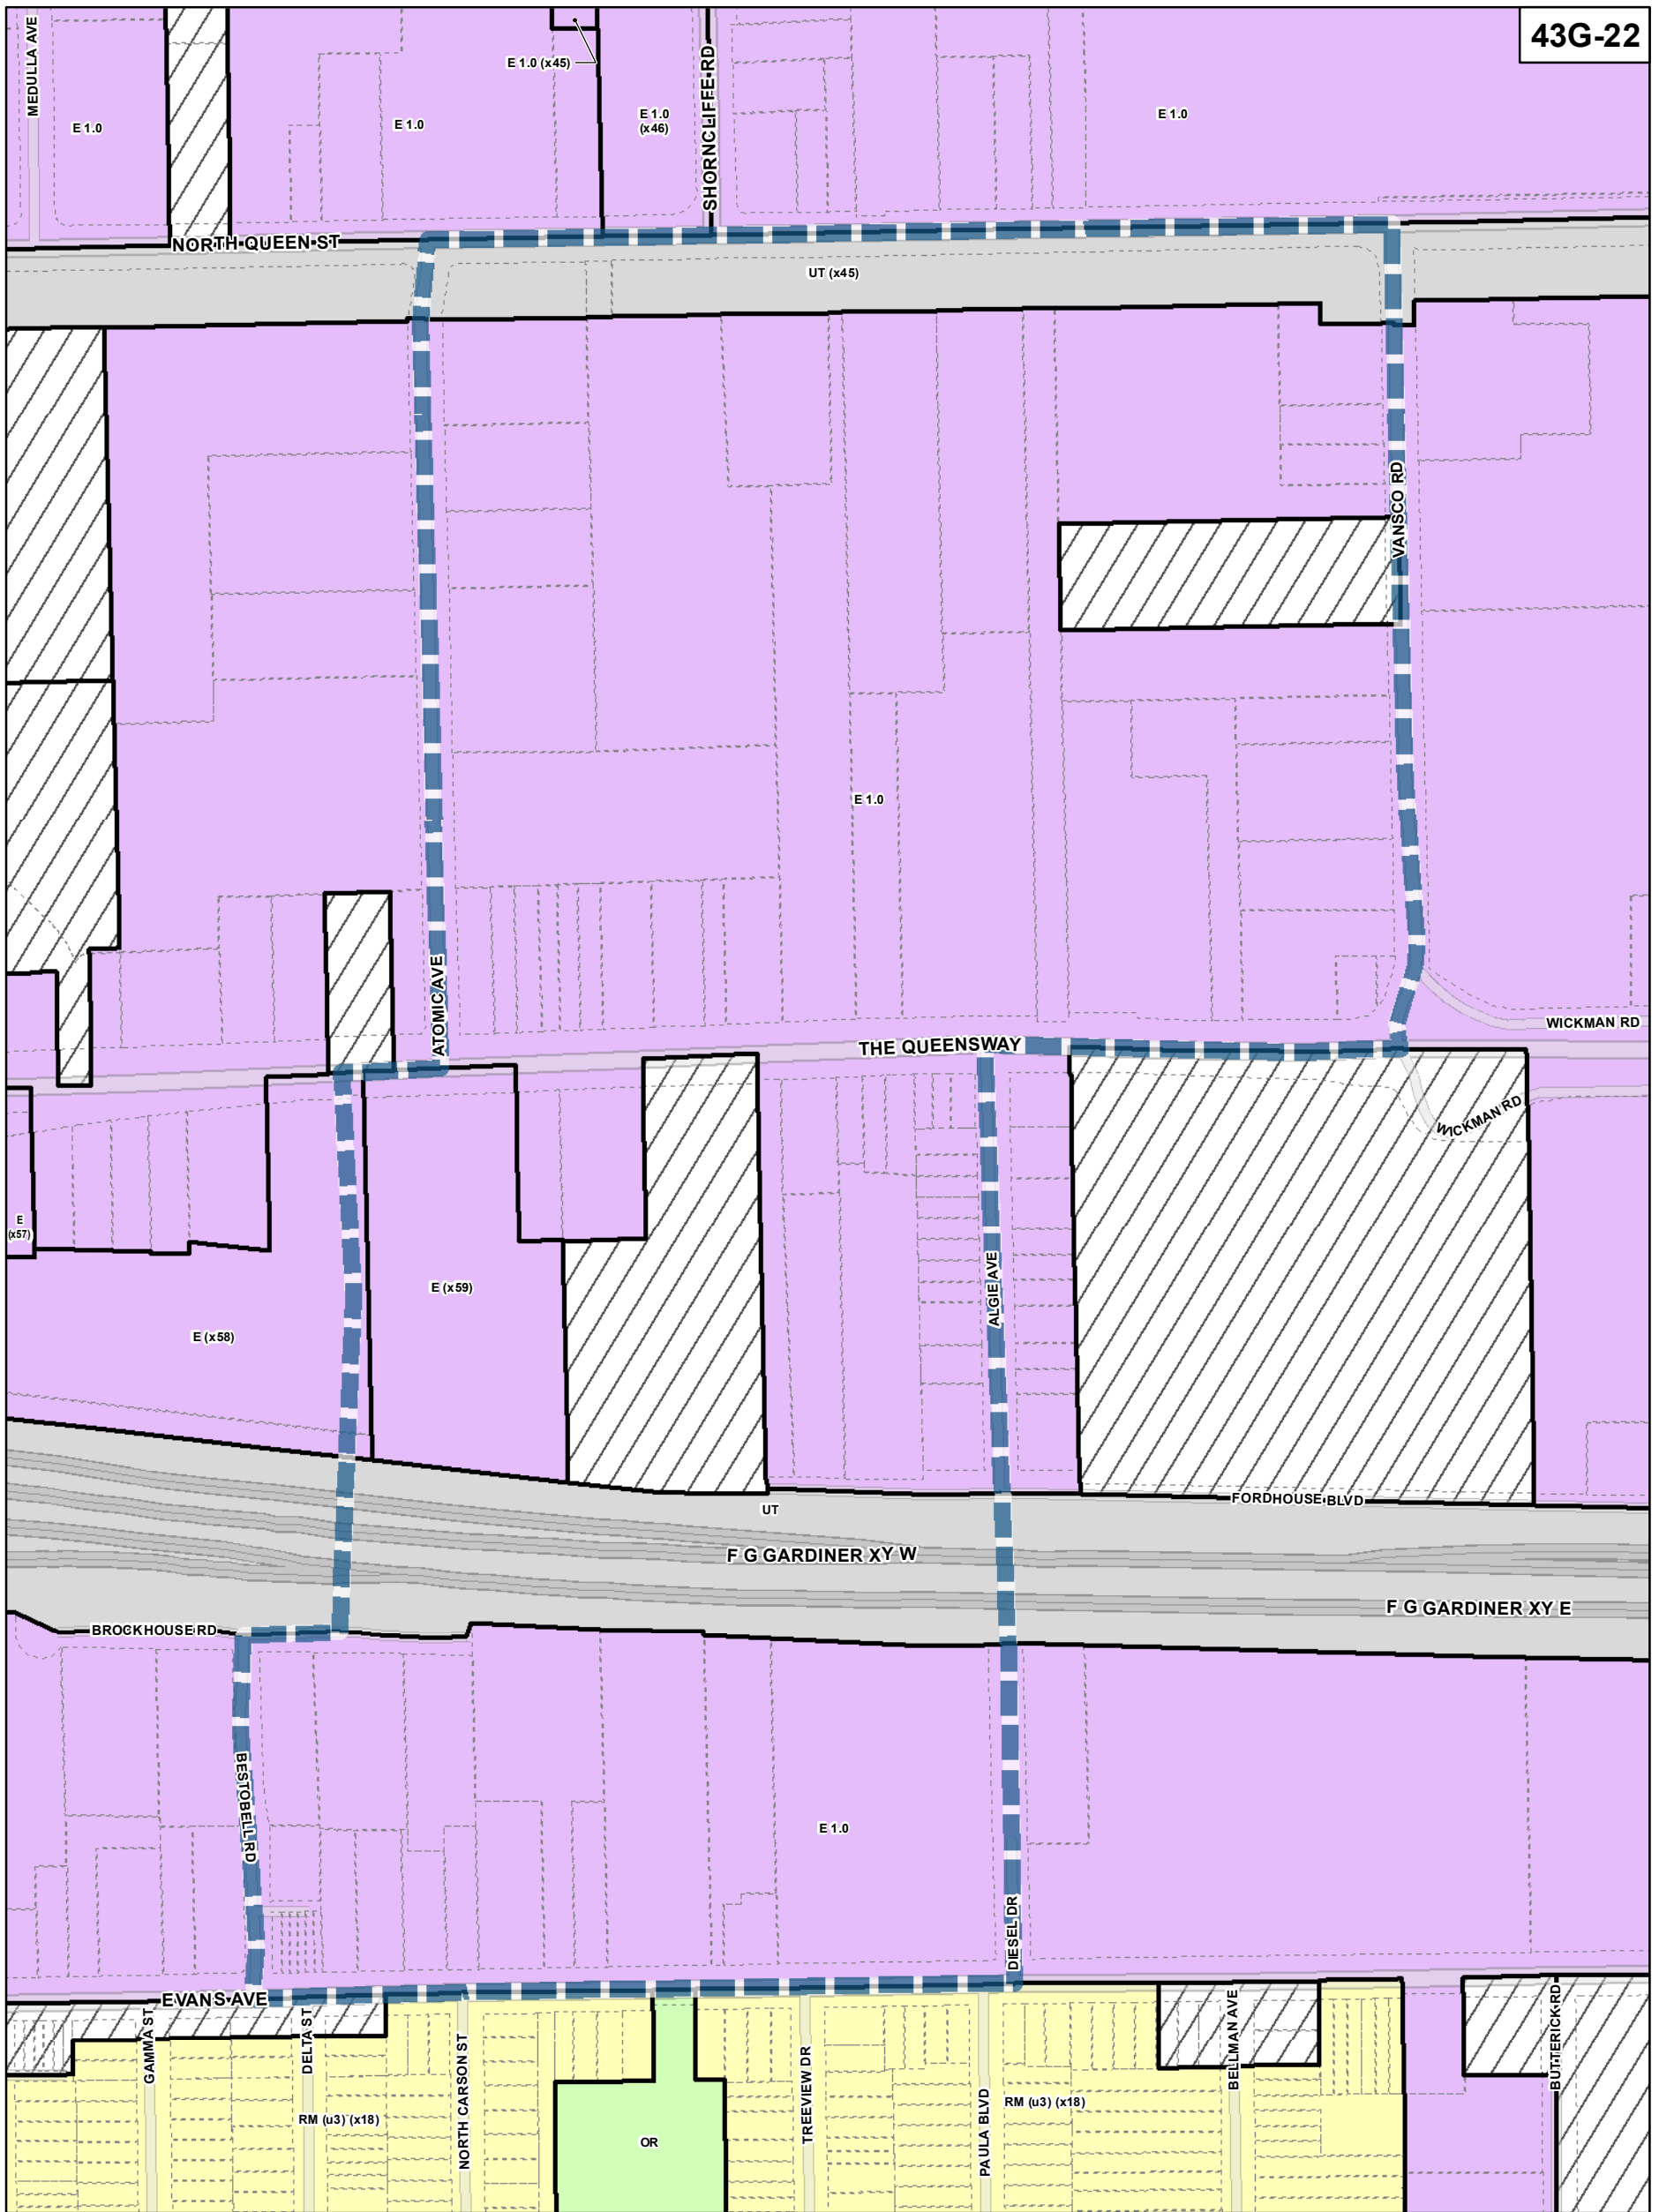 43G-22
MEDULLA AVE
E 1.0 (x45)
SHORNCLIFFE RD
E 1.0
E 1.0
E 1.0
(x46)
E 1.0
NORTH QUEEN ST
UT (x45)
VANSCO RD
E 1.0
ATOMIC AVE
WICKMAN RD
THE QUEENSWAY
WICKMAN RD
E
(x57)
E (x59)
ALGIE AVE
E (x58)
FORDHOUSE BLVD
UT
F G GARDINER XY W
F G GARDINER XY E
BROCKHOUSE RD
BESTOBELL RD
E 1.0
DIESEL DR
EVANS AVE
GAMMA ST
DELTA ST
NORTH CARSON ST
TREEVIEW DR
PAULA BLVD
BELLMAN AVE
BUTTERICK RD
RM (u3) (x18)
RM (u3) (x18)
OR